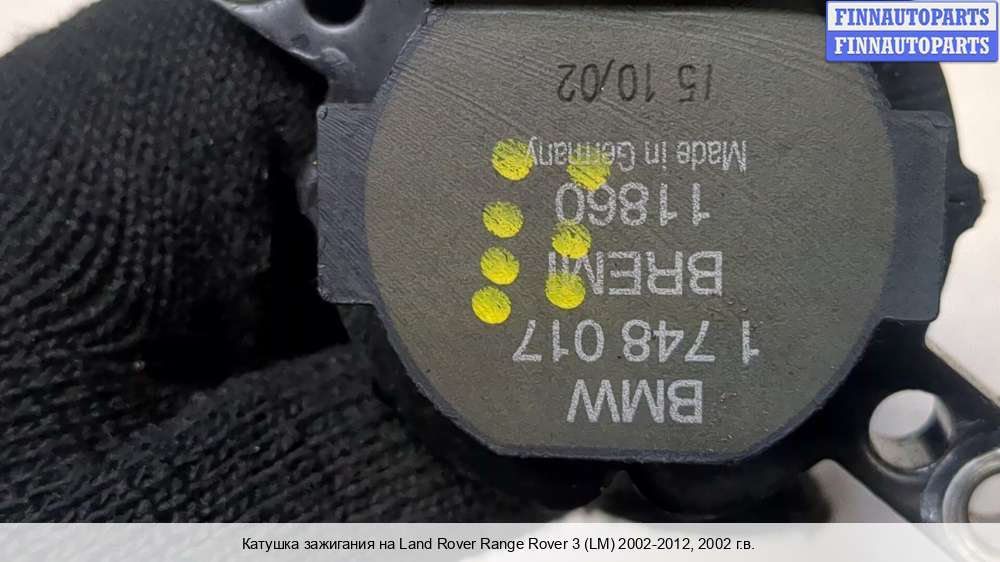 FINNAUTOPARTS
FINNAUTOPARTS
BMW
1 748 017
BREMI
11860
Made in Germany
15 10/02
Катушка зажигания на Land Rover Range Rover 3 (LM) 2002-2012, 2002 г.в.